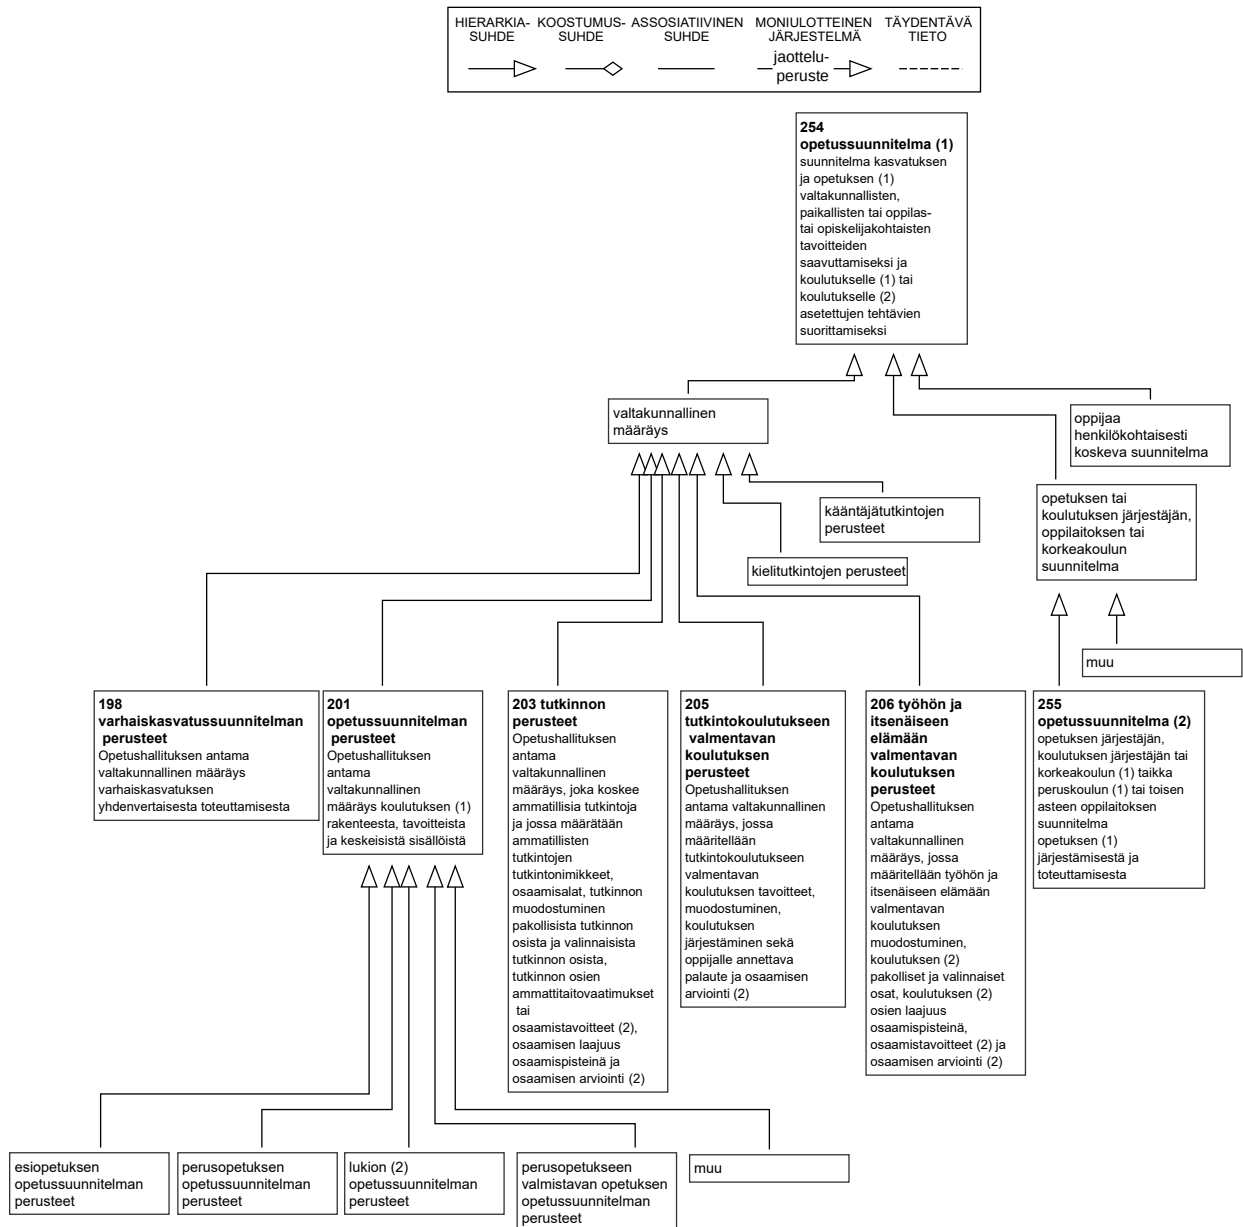 HIERARKIA-
SUHDE
KOOSTUMUS-
SUHDE
ASSOSIATIIVINEN
SUHDE
MONIULOTTEINEN
JÄRJESTELMÄ
TÄYDENTÄVÄ
TIETO
jaottelu-
peruste
254
opetussuunnitelma (1)
suunnitelma kasvatuksen
ja opetuksen (1)
valtakunnallisten,
paikallisten tai oppilas-
tai opiskelijakohtaisten
tavoitteiden
saavuttamiseksi ja
koulutukselle (1) tai
koulutukselle (2)
asetettujen tehtävien
suorittamiseksi
valtakunnallinen
määräys
oppijaa
henkilökohtaisesti
koskeva suunnitelma
kääntäjätutkintojen
perusteet
opetuksen tai
koulutuksen järjestäjän,
oppilaitoksen tai
korkeakoulun
suunnitelma
kielitutkintojen perusteet
muu
198
varhaiskasvatussuunnitelman
perusteet
Opetushallituksen antama
valtakunnallinen määräys
varhaiskasvatuksen
yhdenvertaisesta toteuttamisesta
201
opetussuunnitelman
perusteet
Opetushallituksen
antama
valtakunnallinen
määräys koulutuksen (1)
rakenteesta, tavoitteista
ja keskeisistä sisällöistä
203 tutkinnon
perusteet
Opetushallituksen
antama
valtakunnallinen
määräys, joka koskee
ammatillisia tutkintoja
ja jossa määrätään
ammatillisten
tutkintojen
tutkintonimikkeet,
osaamisalat, tutkinnon
muodostuminen
pakollisista tutkinnon
osista ja valinnaisista
tutkinnon osista,
tutkinnon osien
ammattitaitovaatimukset
tai
osaamistavoitteet (2),
osaamisen laajuus
osaamispisteinä ja
osaamisen arviointi (2)
205
tutkintokoulutukseen
valmentavan
koulutuksen
perusteet
Opetushallituksen
antama valtakunnallinen
määräys, jossa
määritellään
tutkintokoulutukseen
valmentavan
koulutuksen tavoitteet,
muodostuminen,
koulutuksen
järjestäminen sekä
oppijalle annettava
palaute ja osaamisen
arviointi (2)
206 työhön ja
itsenäiseen
elämään
valmentavan
koulutuksen
perusteet
Opetushallituksen
antama
valtakunnallinen
määräys, jossa
määritellään työhön ja
itsenäiseen elämään
valmentavan
koulutuksen
muodostuminen,
koulutuksen (2)
pakolliset ja valinnaiset
osat, koulutuksen (2)
osien laajuus
osaamispisteinä,
osaamistavoitteet (2) ja
osaamisen arviointi (2)
255
opetussuunnitelma (2)
opetuksen järjestäjän,
koulutuksen järjestäjän tai
korkeakoulun (1) taikka
peruskoulun (1) tai toisen
asteen oppilaitoksen
suunnitelma
opetuksen (1)
järjestämisestä ja
toteuttamisesta
esiopetuksen
opetussuunnitelman
perusteet
perusopetuksen
opetussuunnitelman
perusteet
lukion (2)
opetussuunnitelman
perusteet
perusopetukseen
valmistavan opetuksen
opetussuunnitelman
perusteet
muu